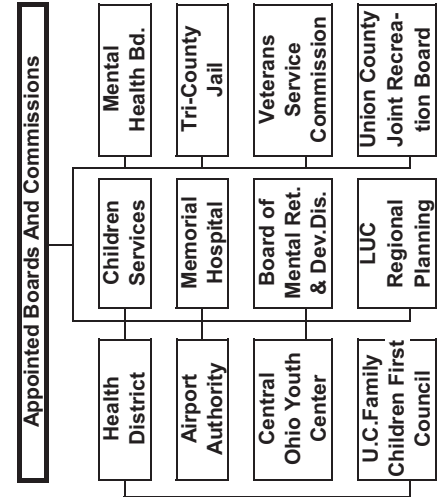 Appointed Boards And Commissions
Health
District
Children
Services
Mental
Health Bd.
Airport
Authority
Memorial
Hospital
Tri-County
Jail
Central
Ohio Youth
Center
Board of
Mental Ret.
& Dev.Dis.
Veterans
Service
Commission
U.C.Family
Children First
Council
LUC
Regional
Planning
Union County
Joint Recrea-
tion Board